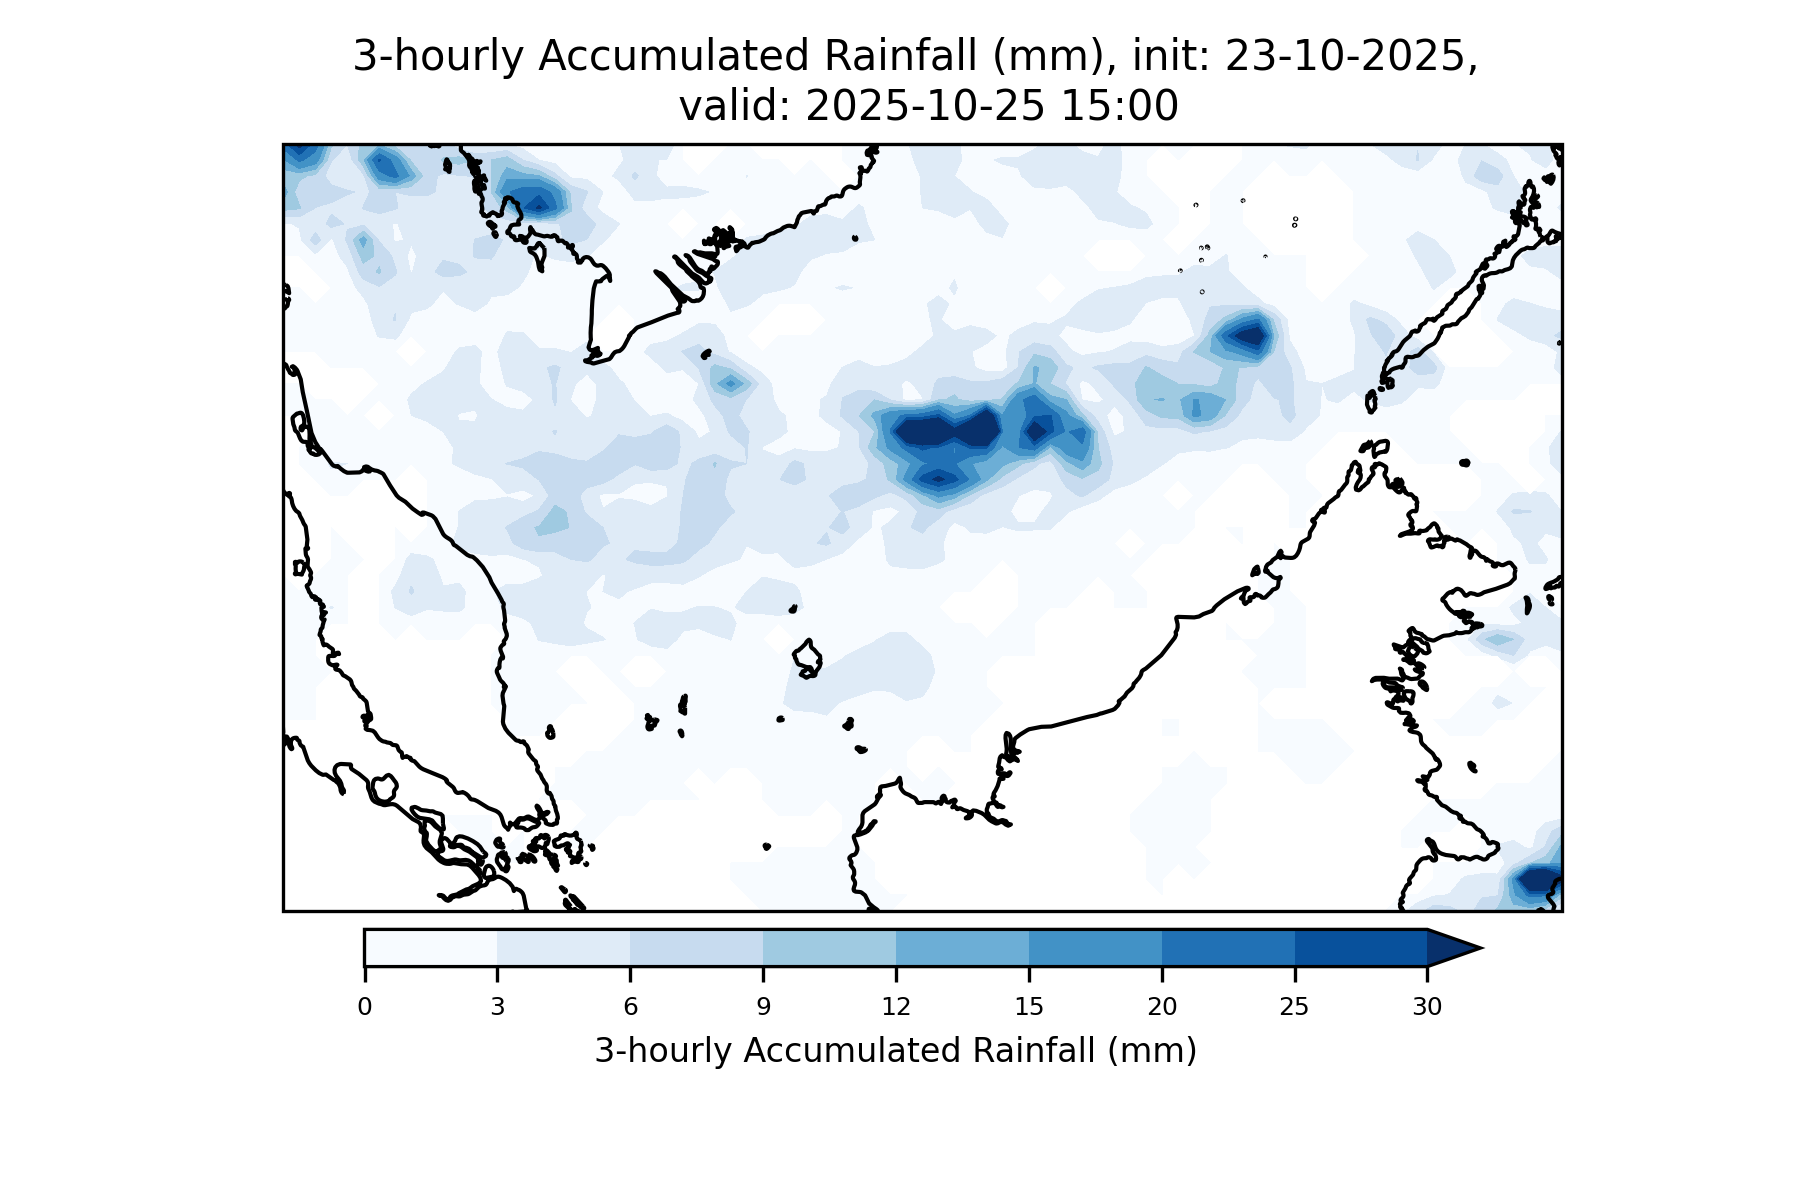 3-hourly Accumulated Rainfall (mm), init: 23-10-2025,
valid: 2025-10-25 15:00
0 3 6 9 12 15 20 25 30
3-hourly Accumulated Rainfall (mm)